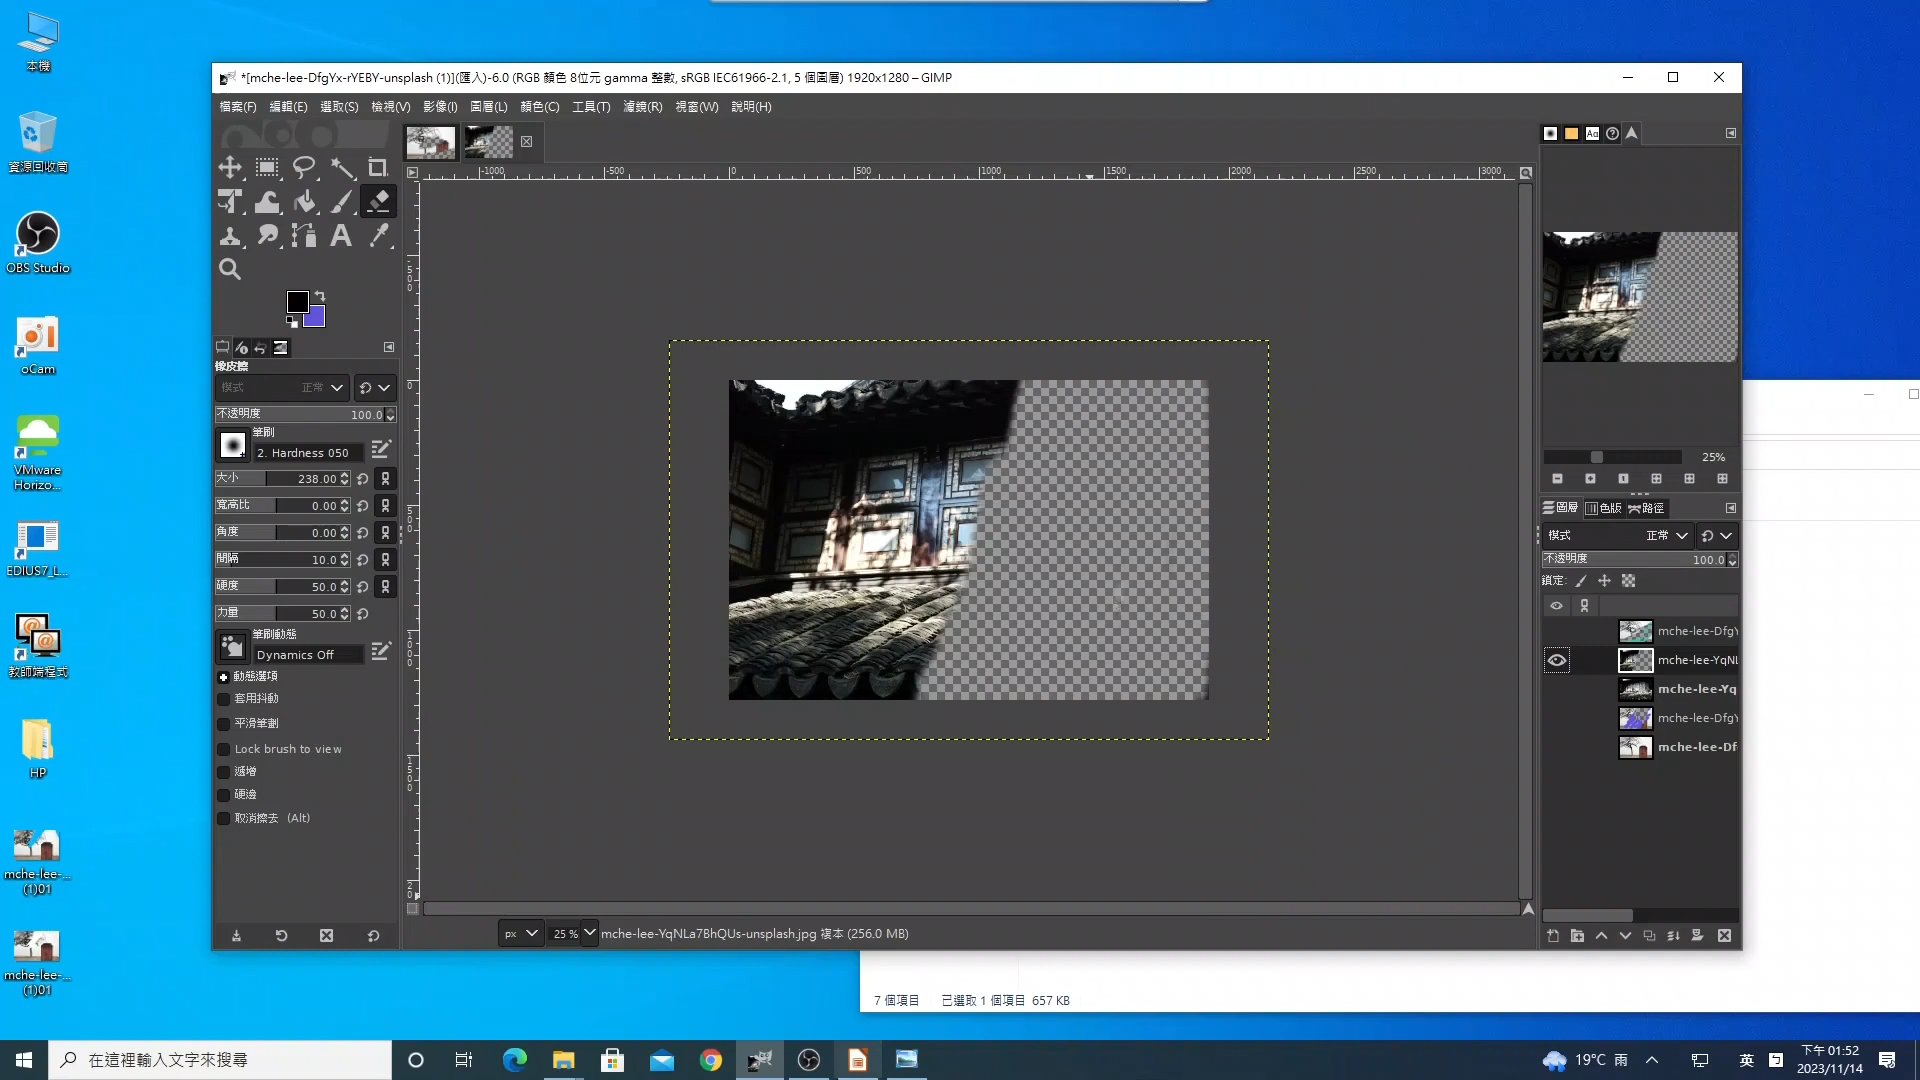 本機
資源回收筒
OBS Studio
oCam
VMware
Horizo...
EDIUS7_L...
教師端程式
HP
mche-lee-...
(1)01
mche-lee-...
(1)01
*[mche-lee-DfgYx-rYEBY-unsplash (1)](匯入)-6.0 (RGB 顏色 8位元 gamma 整數, sRGB IEC61966-2.1, 5 個圖層) 1920x1280 – GIMP
檔案(F) 編輯(E) 選取(S) 檢視(V) 影像(I) 圖層(L) 顏色(C) 工具(T) 濾鏡(R) 視窗(W) 說明(H)
-1000 -500 0 500 1000 1500 2000 2500 3000
橡皮擦
模式 正常
不透明度 100.0
筆刷
2. Hardness 050
大小 238.00
寬高比 0.00
角度 0.00
間隔 10.0
硬度 50.0
力量 50.0
筆刷動態
Dynamics Off
動態選項
套用抖動
平滑筆劃
Lock brush to view
遞增
硬邊
取消擦去 (Alt)
px 25 % mche-lee-YqNLa7BhQUs-unsplash.jpg 複本 (256.0 MB)
25%
圖層 色版 路徑
模式 正常
不透明度 100.0
鎖定:
mche-lee-DfgY
mche-lee-YqNL
mche-lee-Yq
mche-lee-DfgY
mche-lee-Df
7 個項目 已選取 1 個項目 657 KB
在這裡輸入文字來搜尋
19°C 雨
英
下午 01:52
2023/11/14